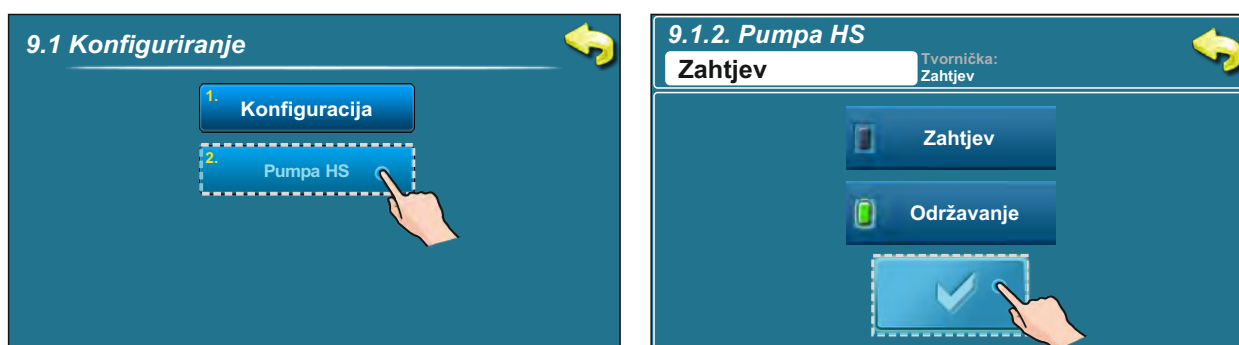 9.1 Konfiguriranje
1.
Konfiguracija
2.
Pumpa HS
9.1.2. Pumpa HS
Zahtjev
Tvornička:
Zahtjev
Zahtjev
Održavanje